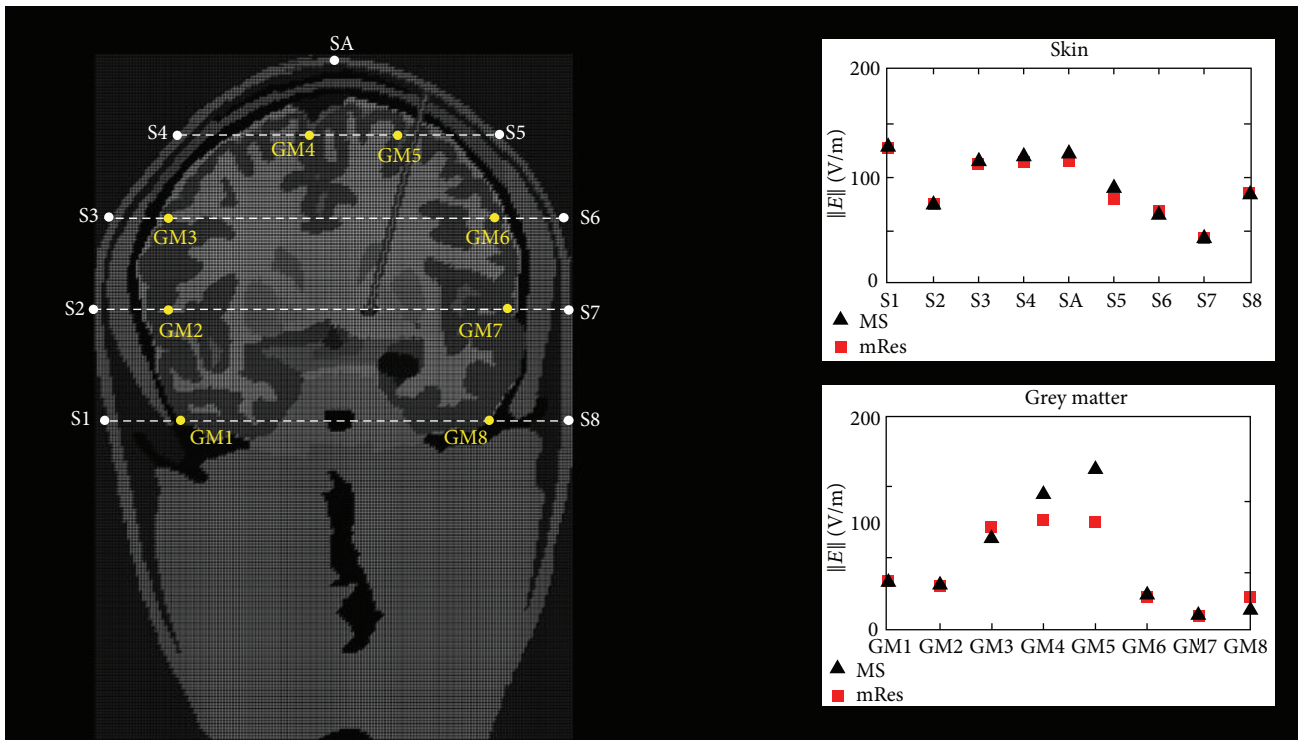 SA
S4
S5
GM4
GM5
S3
S6
GM3
GM6
S2
S7
GM2
GM7
S1
S8
GM1
GM8
Skin
200
100
0
||E|| (V/m)
S1 S2 S3 S4 SA S5 S6 S7 S8
MS
mRes
Grey matter
200
100
0
||E|| (V/m)
GM1 GM2 GM3 GM4 GM5 GM6 GM7 GM8
MS
mRes